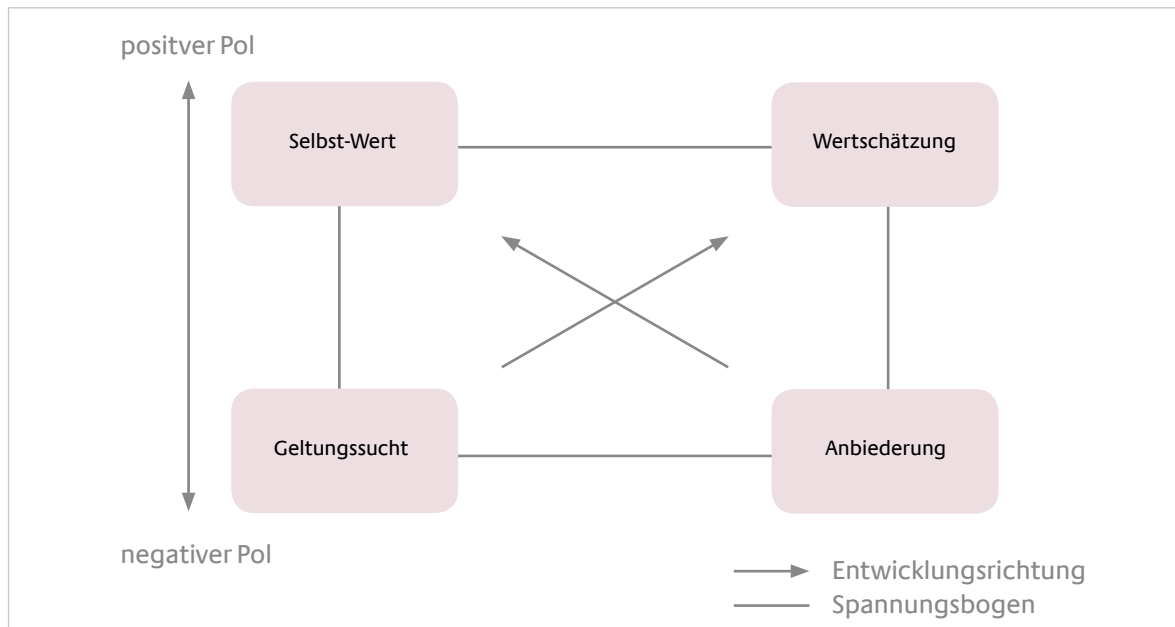 positver Pol
Selbst-Wert
Wertschätzung
Geltungssucht
Anbiederung
negativer Pol
Entwicklungsrichtung
Spannungsbogen